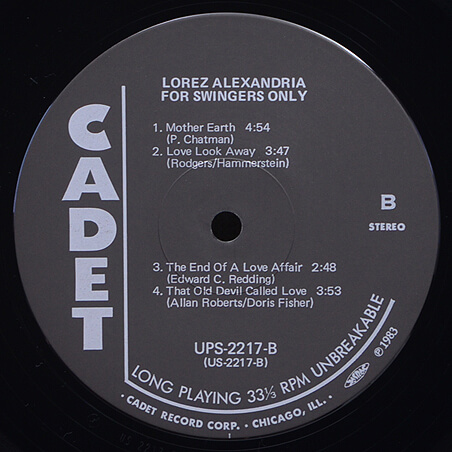 CADET
LOREZ ALEXANDRIA
FOR SWINGERS ONLY
1. Mother Earth 4:54
(P. Chatman)
2. Love Look Away 3:47
(Rodgers/Hammerstein)
B
STEREO
3. The End Of A Love Affair 2:48
(Edward C. Redding)
4. That Old Devil Called Love 3:53
(Allan Roberts/Doris Fisher)
UPS-2217-B
(US-2217-B)
LONG PLAYING 33⅓ RPM UNBREAKABLE
℗ 1983
· CADET RECORD CORP. · CHICAGO, ILL. ·